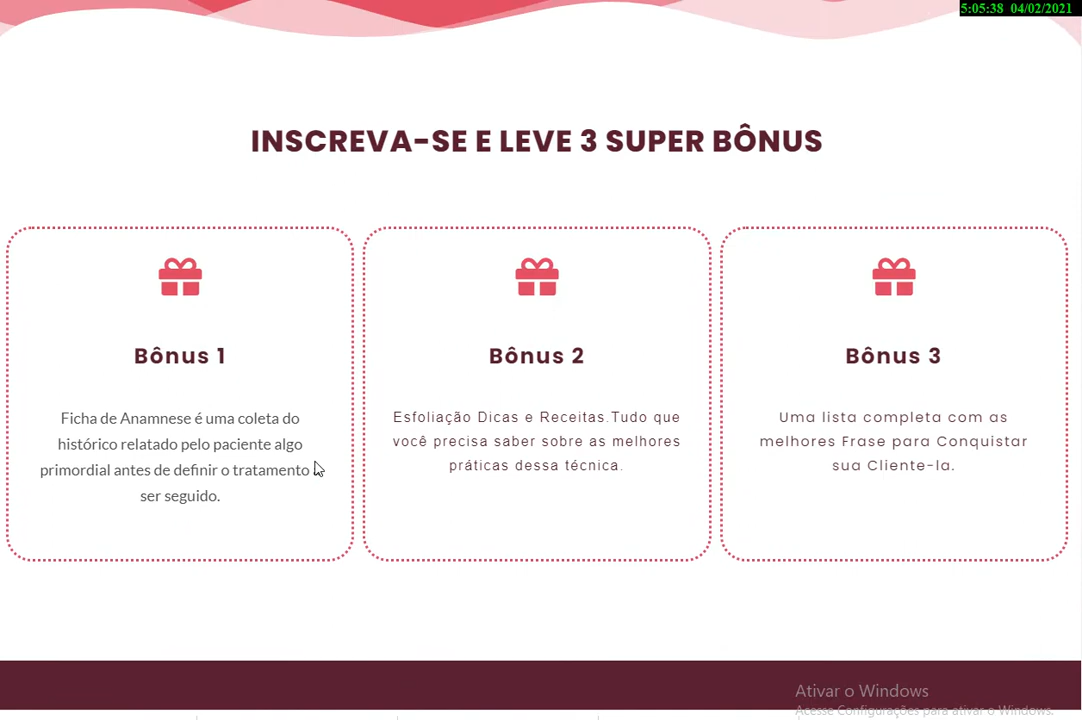 5:05:38 04/02/2021
INSCREVA-SE E LEVE 3 SUPER BÔNUS
Bônus 1
Ficha de Anamnese é uma coleta do
histórico relatado pelo paciente algo
primordial antes de definir o tratamento
ser seguido.
Bônus 2
Esfoliação Dicas e Receitas.Tudo que
você precisa saber sobre as melhores
práticas dessa técnica.
Bônus 3
Uma lista completa com as
melhores Frase para Conquistar
sua Cliente-la.
Ativar o Windows
Acesse Configurações para ativar o Windows.